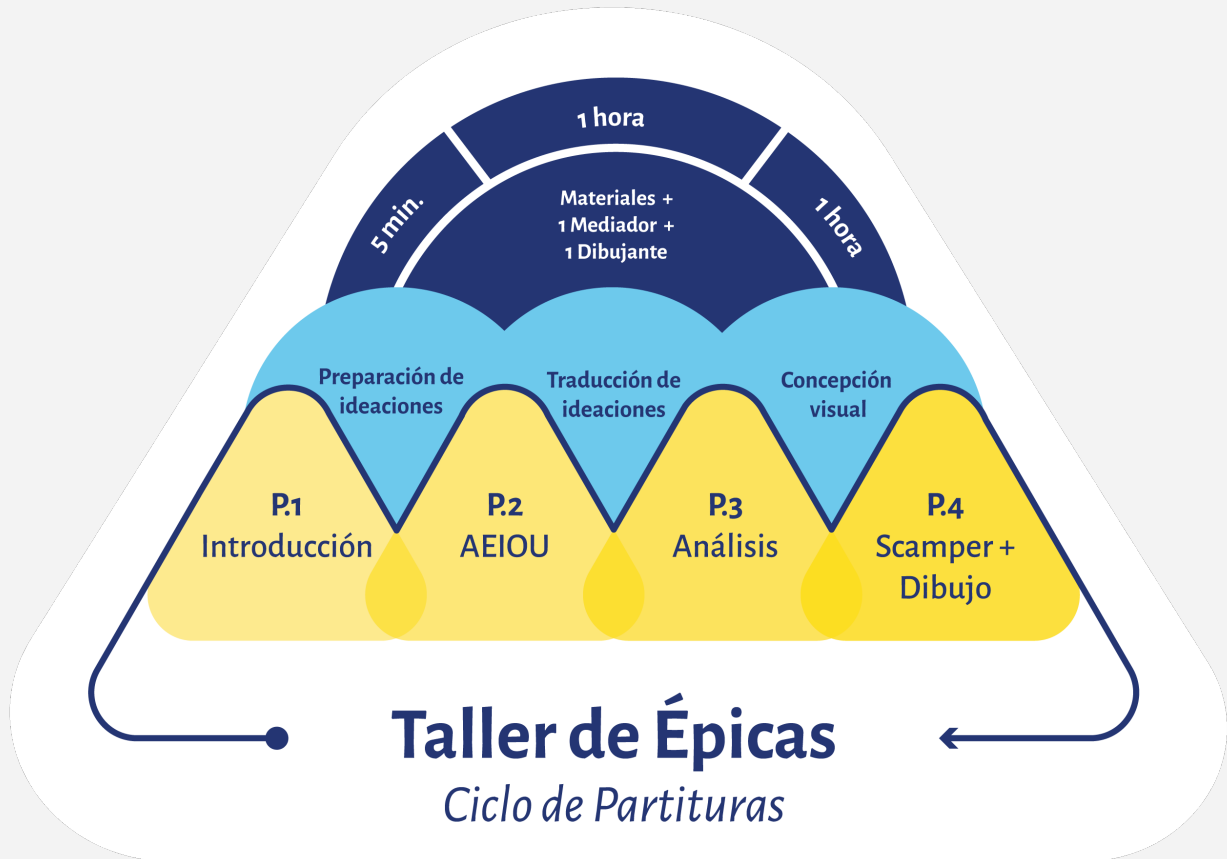 1 hora
5 min.
1 hora
Materiales +
1 Mediador +
1 Dibujante
Preparación de
ideaciones
Traducción de
ideaciones
Concepción
visual
P.1
Introducción
P.2
AEIOU
P.3
Análisis
P.4
Scamper +
Dibujo
Taller de Épicas
Ciclo de Partituras